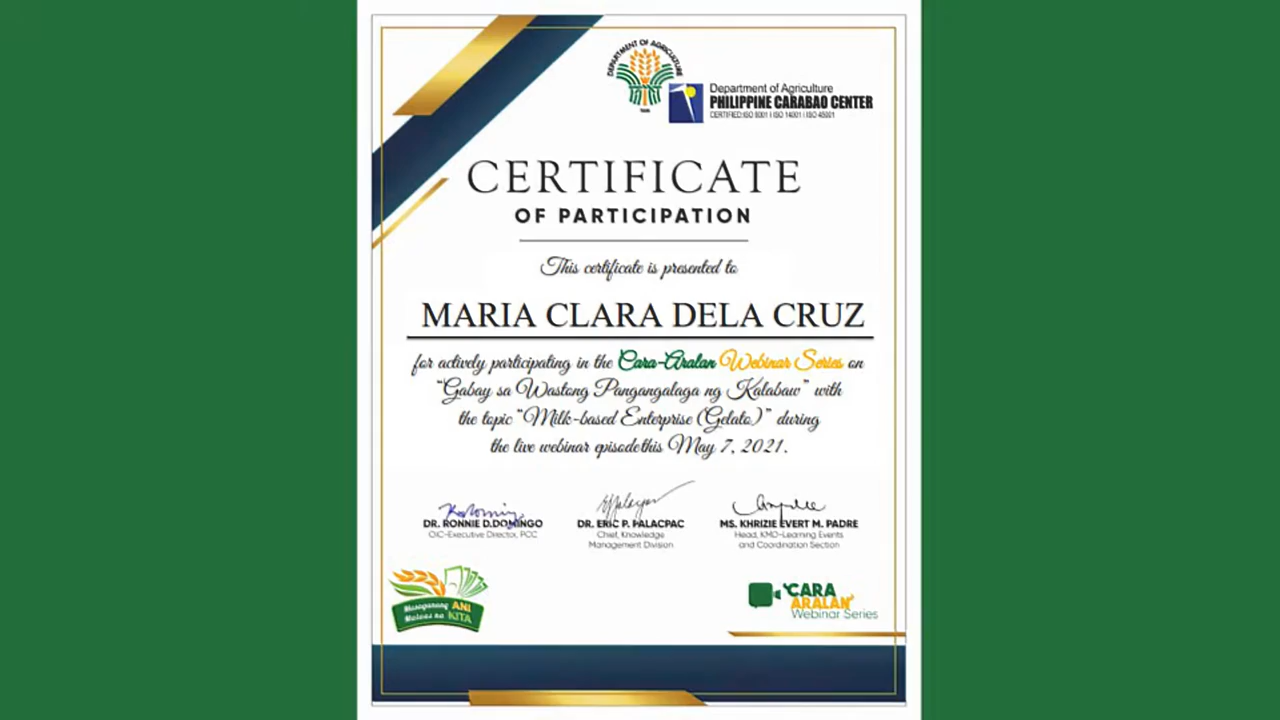 DEPARTMENT OF AGRICULTURE
Department of Agriculture
PHILIPPINE CARABAO CENTER
CERTIFIED: ISO 9001 I ISO 14001 I ISO 45001
CERTIFICATE
OF PARTICIPATION
This certificate is presented to
MARIA CLARA DELA CRUZ
for actively participating in the Cara-Aralan Webinar Series on
"Gabay sa Wastong Pangangalaga ng Kalabaw" with
the topic "Milk-based Enterprise (Gelato)" during
the live webinar episodethis May 7, 2021.
DR. RONNIE D.DOMINGO
OIC-Executive Director, PCC
DR. ERIC P. PALACPAC
Chief, Knowledge
Management Division
MS. KHRIZIE EVERT M. PADRE
Head, KMD-Learning Events
and Coordination Section
Masaganang ANI
Mataas na KITA
'CARA
ARALAN'
Webinar Series